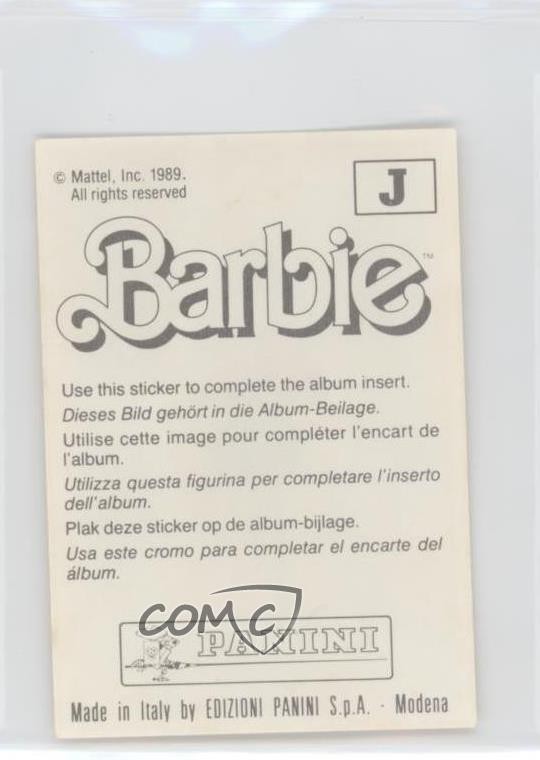 © Mattel, Inc. 1989.
All rights reserved
J
Barbie™
Use this sticker to complete the album insert.
Dieses Bild gehört in die Album-Beilage.
Utilise cette image pour compléter l'encart de
l'album.
Utilizza questa figurina per completare l'inserto
dell'album.
Plak deze sticker op de album-bijlage.
Usa este cromo para completar el encarte del
álbum.
COMC
PANINI
Made in Italy by EDIZIONI PANINI S.p.A. - Modena